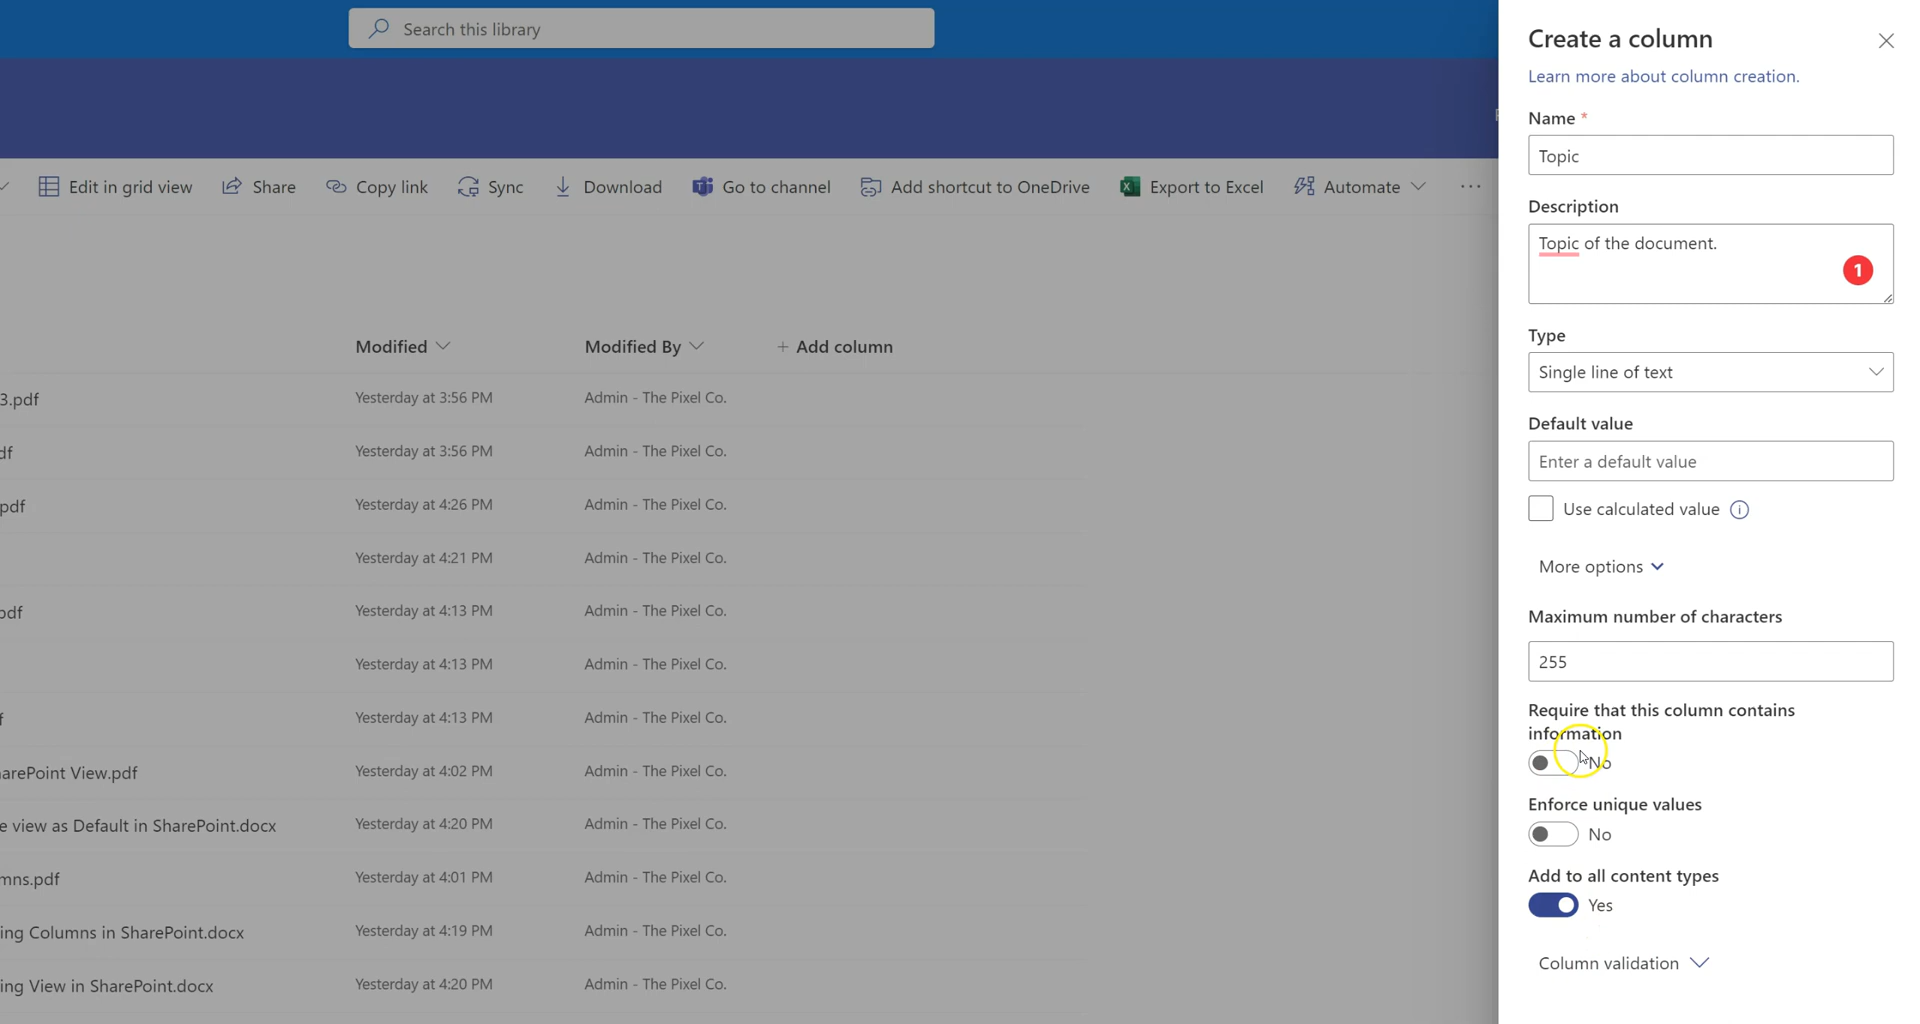 Search this library
Create a column
Learn more about column creation.
Name *
Topic
Description
Topic of the document.
1
Type
Single line of text
Default value
Enter a default value
Use calculated value
More options
Maximum number of characters
255
Require that this column contains
information
No
Enforce unique values
No
Add to all content types
Yes
Column validation
Edit in grid view Share Copy link Sync Download Go to channel Add shortcut to OneDrive Export to Excel Automate ...
Modified Modified By + Add column
3.pdf Yesterday at 3:56 PM Admin - The Pixel Co.
df Yesterday at 3:56 PM Admin - The Pixel Co.
pdf Yesterday at 4:26 PM Admin - The Pixel Co.
Yesterday at 4:21 PM Admin - The Pixel Co.
pdf Yesterday at 4:13 PM Admin - The Pixel Co.
Yesterday at 4:13 PM Admin - The Pixel Co.
f Yesterday at 4:13 PM Admin - The Pixel Co.
arePoint View.pdf Yesterday at 4:02 PM Admin - The Pixel Co.
e view as Default in SharePoint.docx Yesterday at 4:20 PM Admin - The Pixel Co.
mns.pdf Yesterday at 4:01 PM Admin - The Pixel Co.
ing Columns in SharePoint.docx Yesterday at 4:19 PM Admin - The Pixel Co.
ing View in SharePoint.docx Yesterday at 4:20 PM Admin - The Pixel Co.